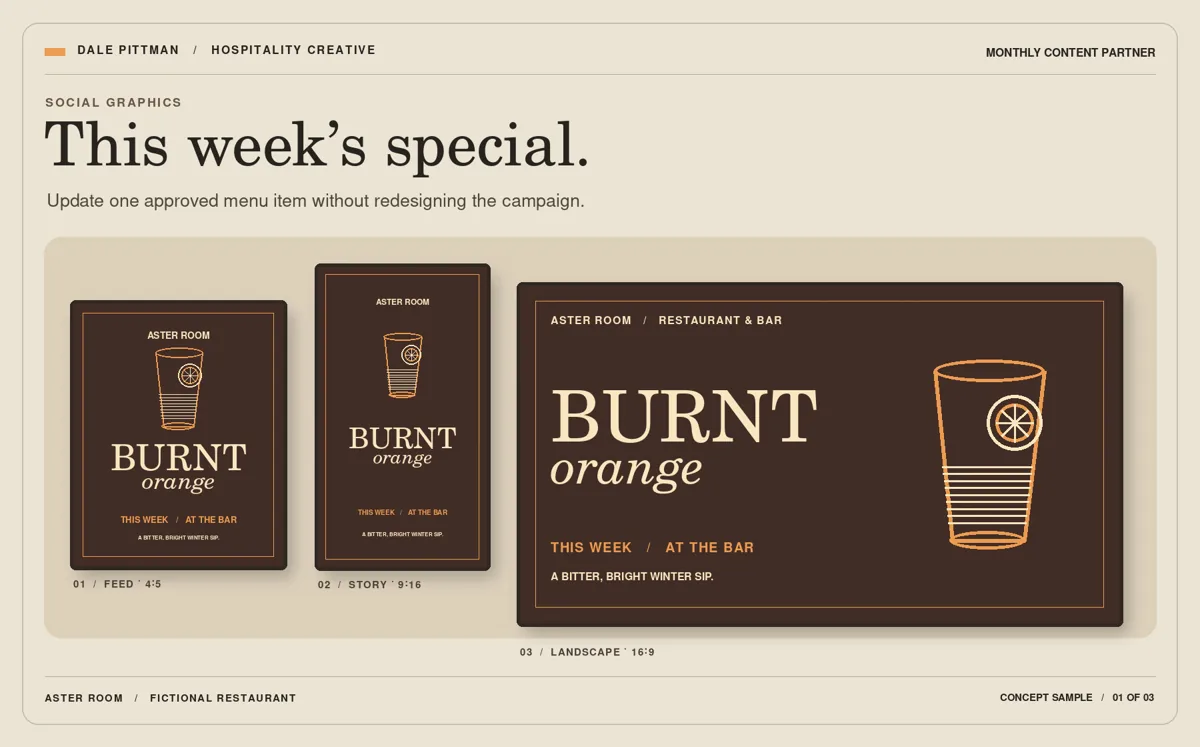 DALE PITTMAN / HOSPITALITY CREATIVE
MONTHLY CONTENT PARTNER
SOCIAL GRAPHICS
This week’s special.
Update one approved menu item without redesigning the campaign.
ASTER ROOM
BURNT
orange
THIS WEEK / AT THE BAR
A BITTER, BRIGHT WINTER SIP.
01 / FEED · 4:5
ASTER ROOM
BURNT
orange
THIS WEEK / AT THE BAR
A BITTER, BRIGHT WINTER SIP.
02 / STORY · 9:16
ASTER ROOM / RESTAURANT & BAR
BURNT
orange
THIS WEEK / AT THE BAR
A BITTER, BRIGHT WINTER SIP.
03 / LANDSCAPE · 16:9
ASTER ROOM / FICTIONAL RESTAURANT
CONCEPT SAMPLE / 01 OF 03